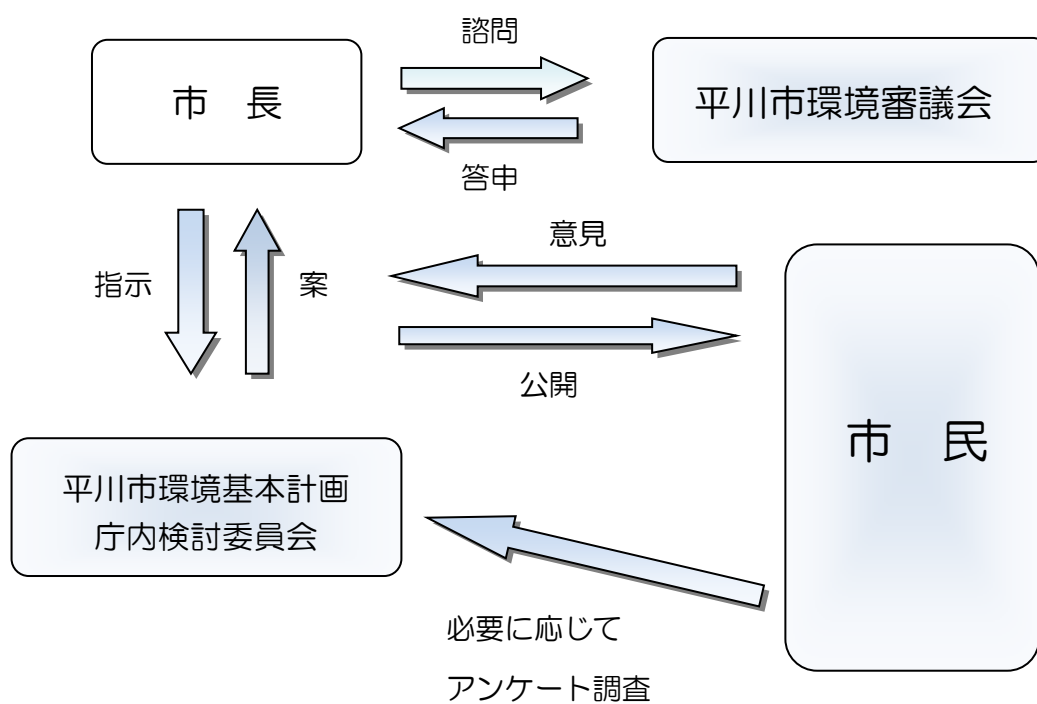 諮問
市　長
平川市環境審議会
答申
意見
指示
案
公開
市　民
平川市環境基本計画
庁内検討委員会
必要に応じて
アンケート調査